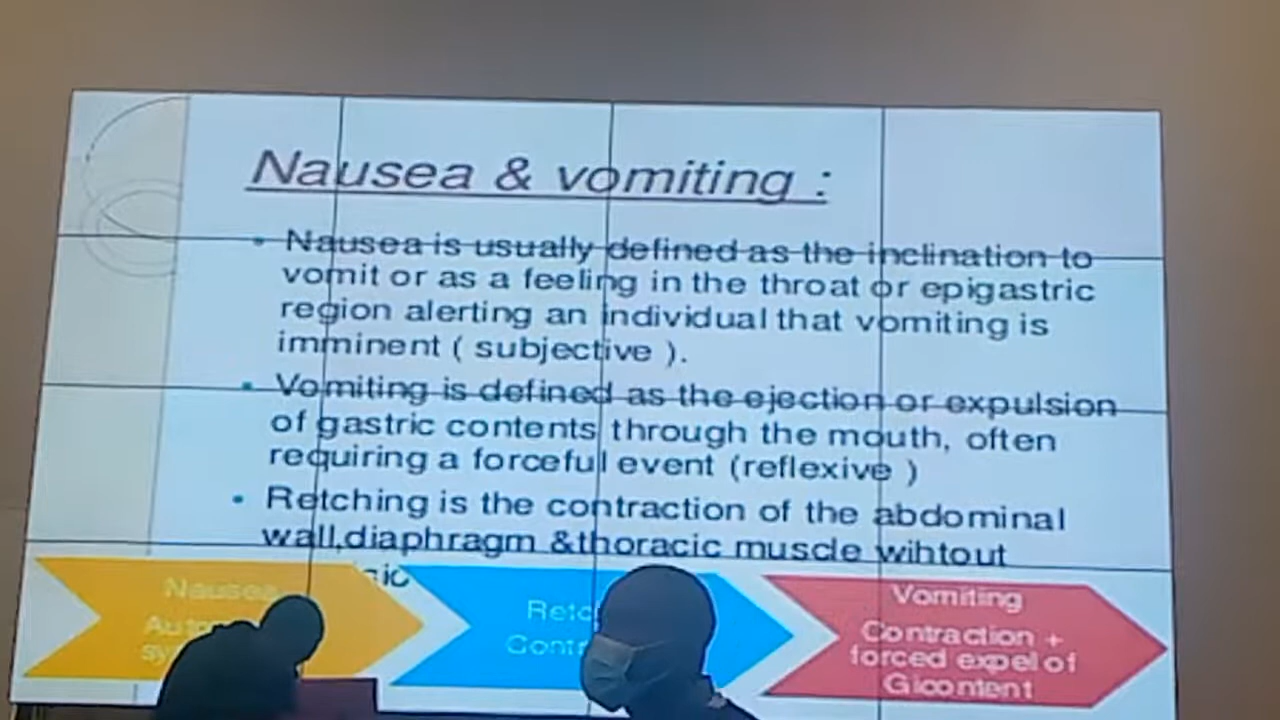 Nausea & vomiting :
• Nausea is usually defined as the inclination to
vomit or as a feeling in the throat or epigastric
region alerting an individual that vomiting is
imminent ( subjective ).
• Vomiting is defined as the ejection or expulsion
of gastric contents through the mouth, often
requiring a forceful event (reflexive )
• Retching is the contraction of the abdominal
wall,diaphragm &thoracic muscle wihtout
Nausea
Vomiting
Contraction +
forced expel of
GIcontent